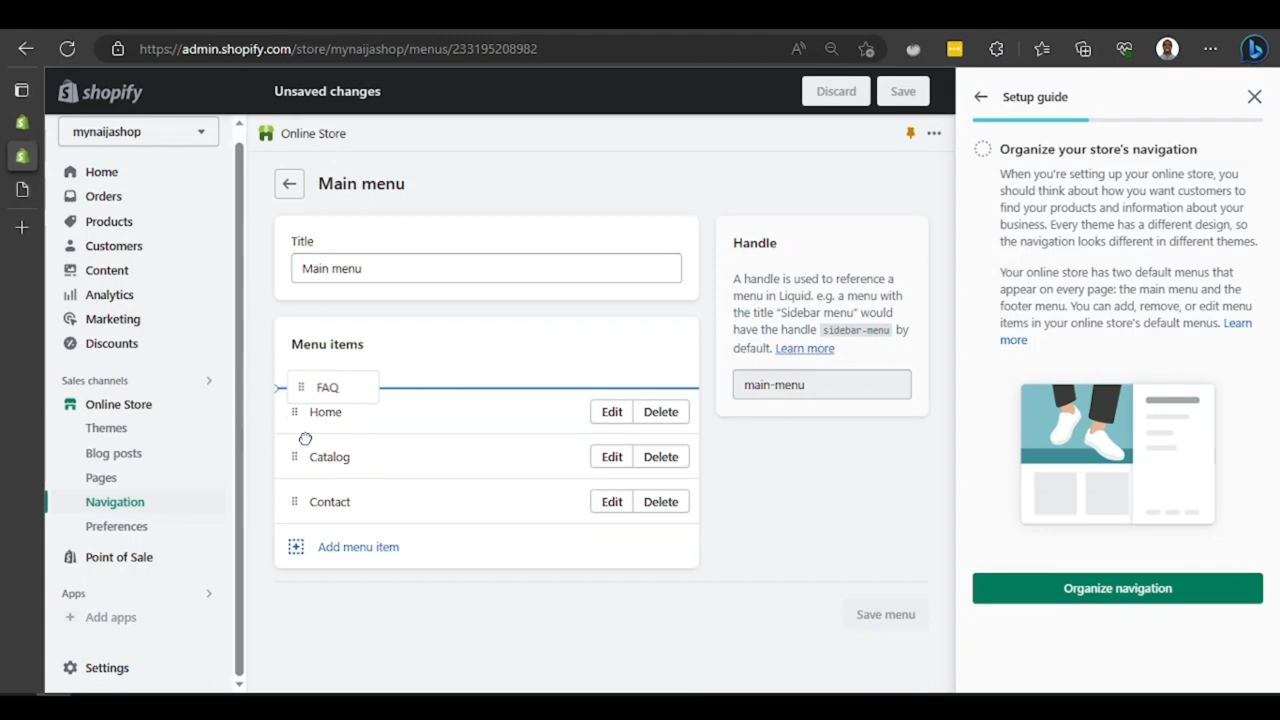 https://admin.shopify.com/store/mynaijashop/menus/233195208982
shopify
Unsaved changes
Discard
Save
mynaijashop
Home
Orders
Products
Customers
Content
Analytics
Marketing
Discounts
Sales channels
Online Store
Themes
Blog posts
Pages
Navigation
Preferences
Point of Sale
Apps
Add apps
Settings
Online Store
Main menu
Title
Main menu
Menu items
FAQ
Home
Edit
Delete
Catalog
Edit
Delete
Contact
Edit
Delete
Add menu item
Handle
A handle is used to reference a
menu in Liquid. e.g. a menu with
the title “Sidebar menu” would
have the handle sidebar-menu by
default. Learn more
main-menu
Save menu
Setup guide
Organize your store's navigation
When you're setting up your online store, you
should think about how you want customers to
find your products and information about your
business. Every theme has a different design, so
the navigation looks different in different themes.
Your online store has two default menus that
appear on every page: the main menu and the
footer menu. You can add, remove, or edit menu
items in your online store's default menus. Learn
more
Organize navigation